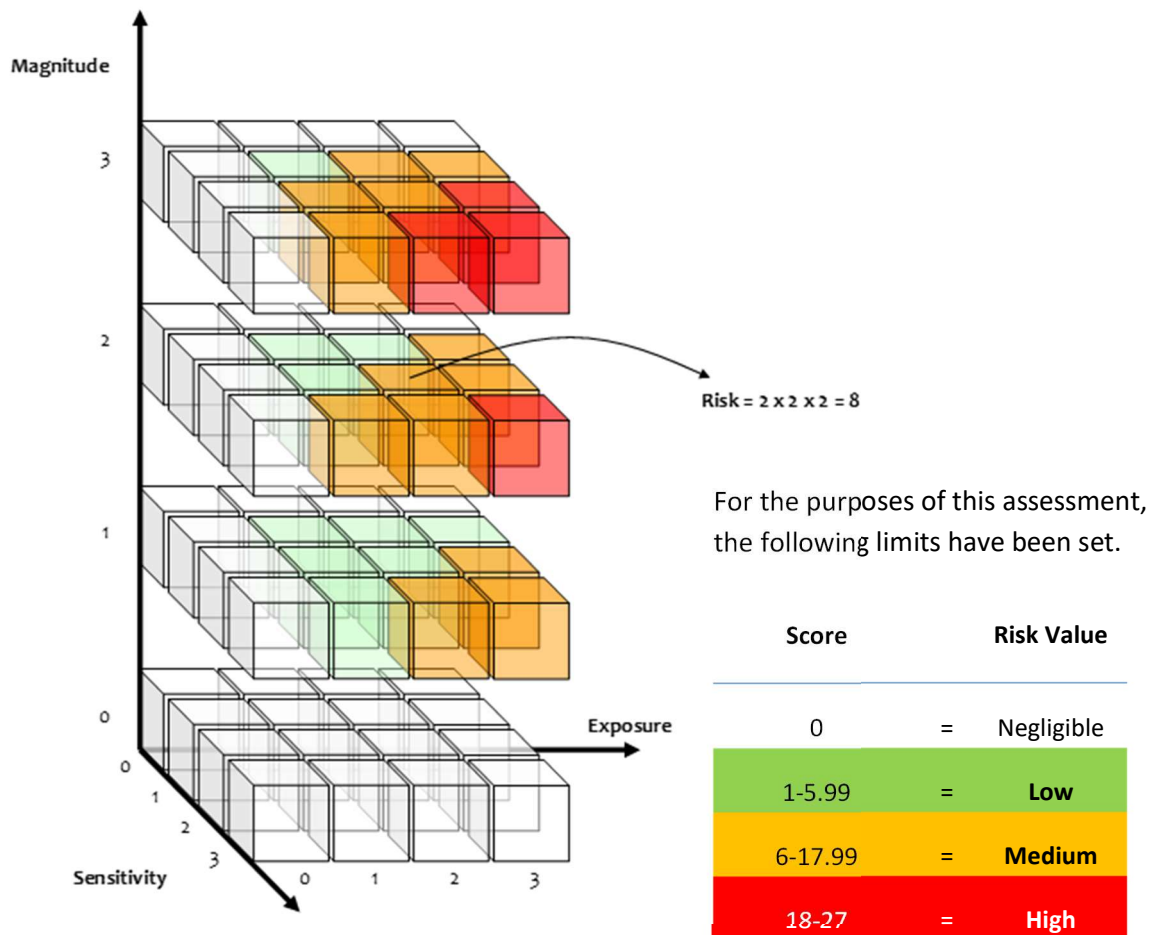 Magnitude
3
2
Risk = 2 x 2 x 2 = 8
For the purposes of this assessment,
the following limits have been set.
1
Score Risk Value
0
Exposure
0 = Negligible
0
1
1-5.99 = Low
2
3
6-17.99 = Medium
Sensitivity
0 1 2 3
18-27 = High